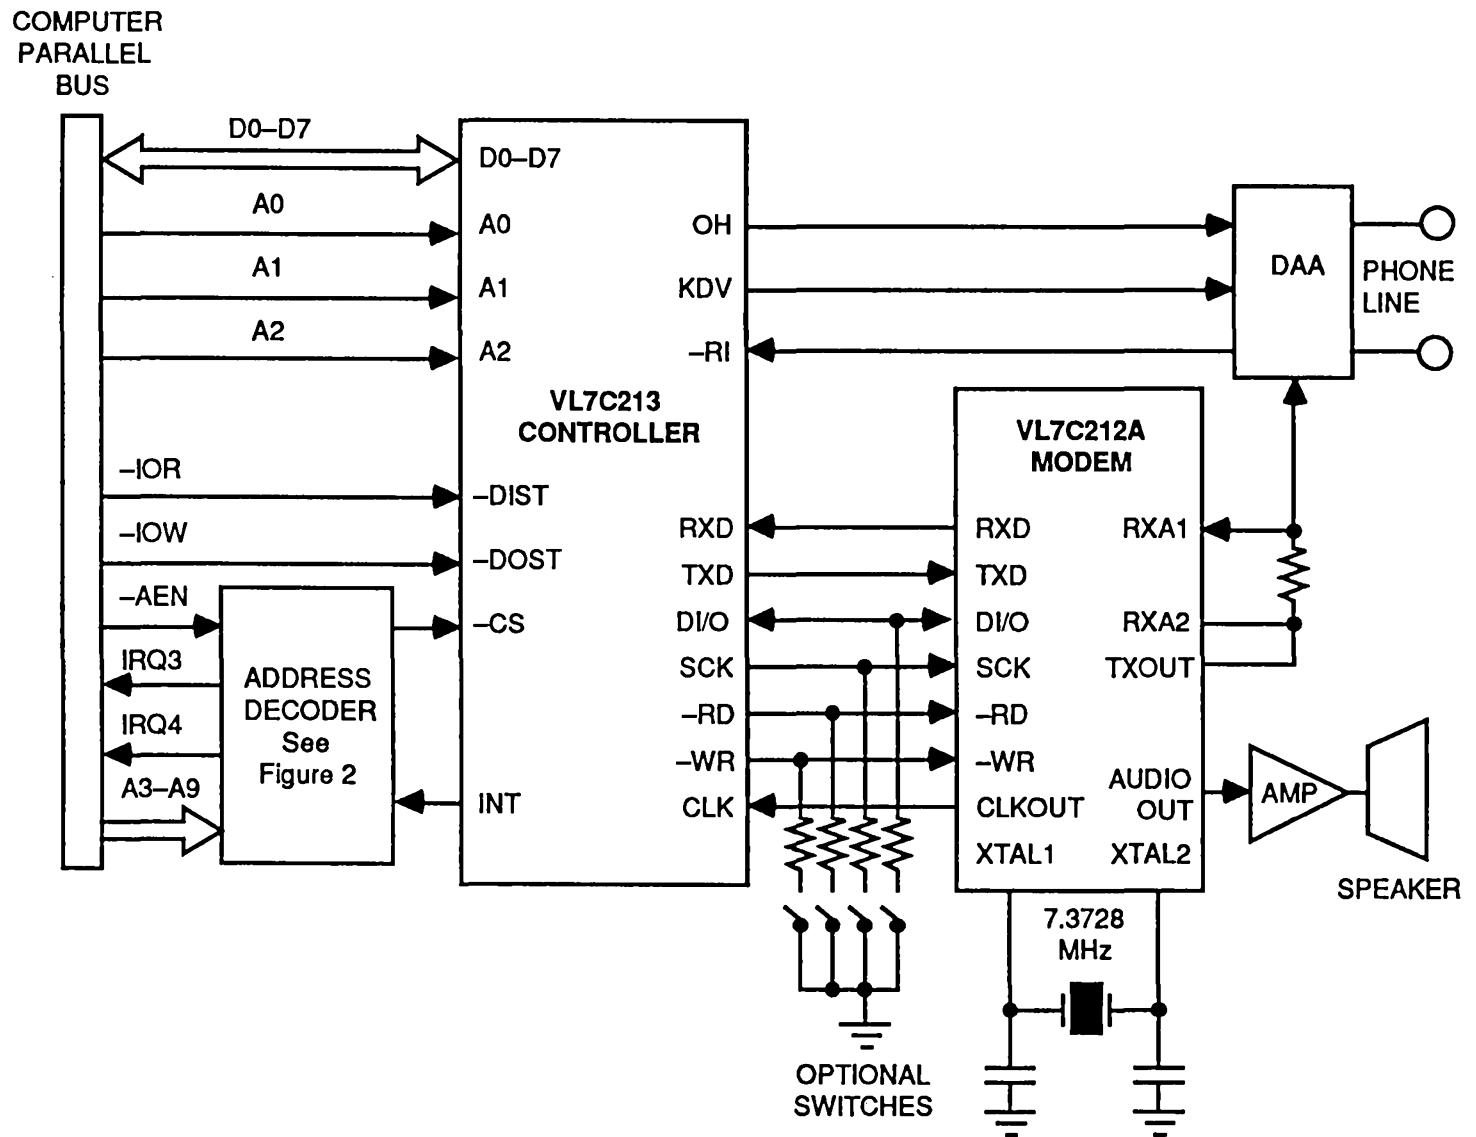 COMPUTER
PARALLEL
BUS
D0–D7
A0
A1
A2
–IOR
–IOW
–AEN
IRQ3
IRQ4
A3–A9
ADDRESS
DECODER
See
Figure 2
D0–D7
A0
A1
A2
VL7C213
CONTROLLER
–DIST
–DOST
–CS
INT
OH
KDV
–RI
RXD
TXD
DI/O
SCK
–RD
–WR
CLK
OPTIONAL
SWITCHES
VL7C212A
MODEM
RXD
TXD
DI/O
SCK
–RD
–WR
CLKOUT
XTAL1
RXA1
RXA2
TXOUT
AUDIO
OUT
XTAL2
7.3728
MHz
DAA
PHONE
LINE
AMP
SPEAKER